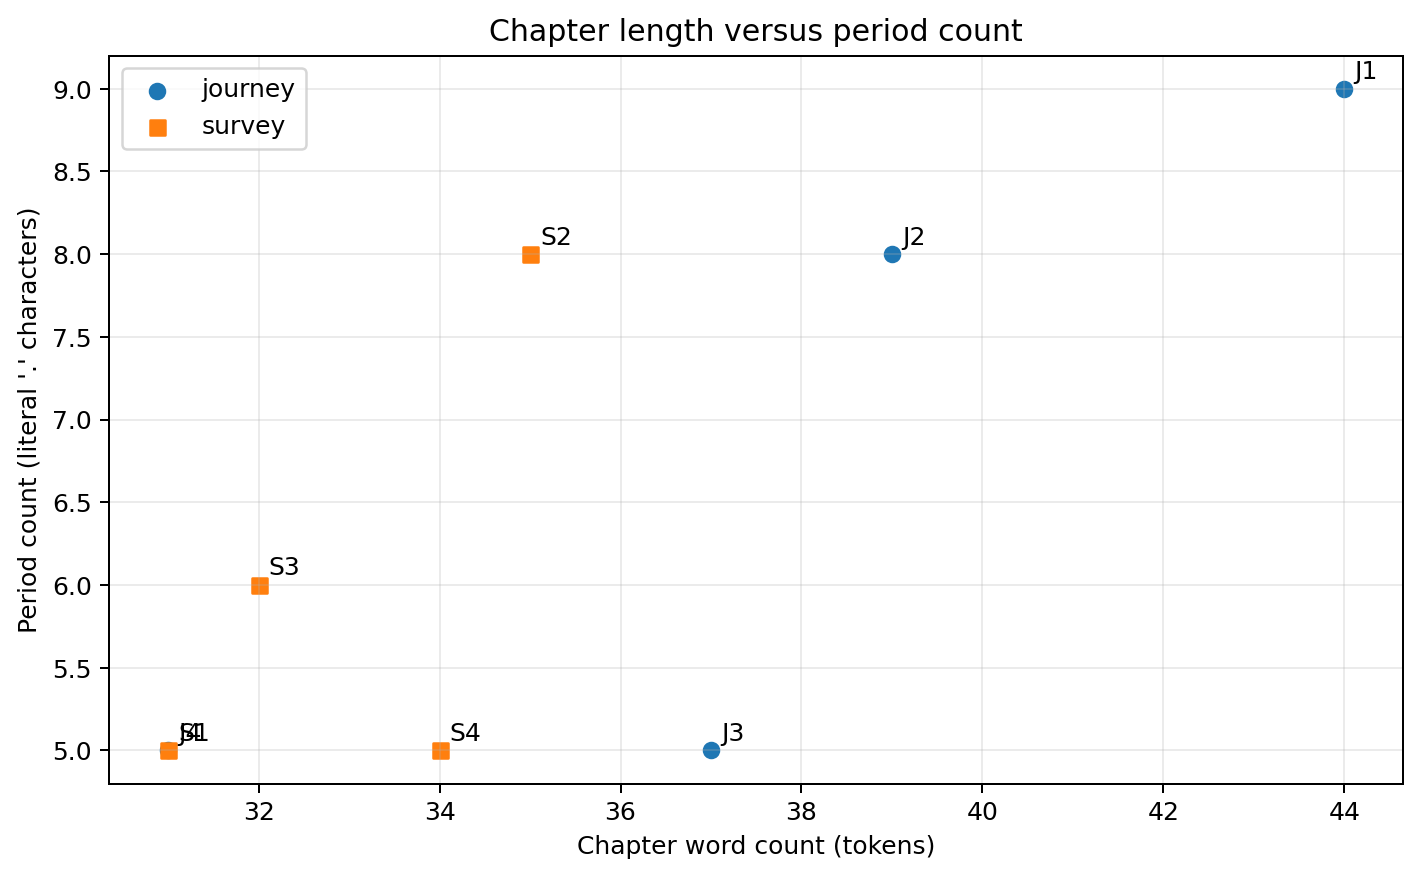 Chapter length versus period count
journey
survey
9.0
8.5
8.0
7.5
7.0
6.5
6.0
5.5
5.0
Period count (literal '.' characters)
J1
S2
J2
S3
J4
S1
S4
J3
32
34
36
38
40
42
44
Chapter word count (tokens)